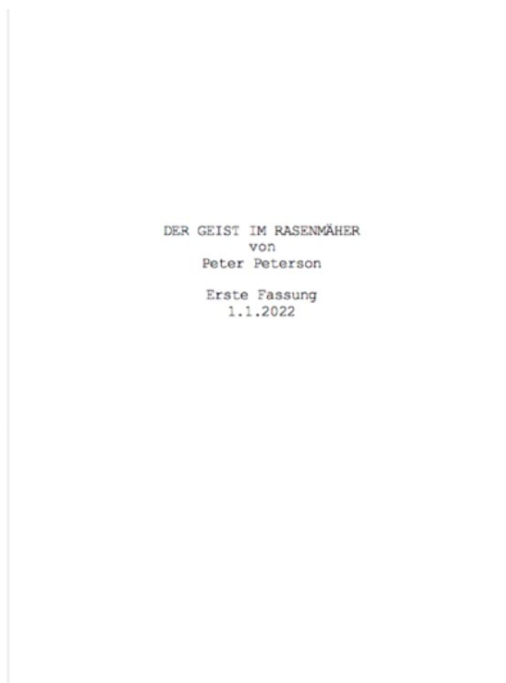 DER GEIST IM RASENMÄHER
von
Peter Peterson
Erste Fassung
1.1.2022